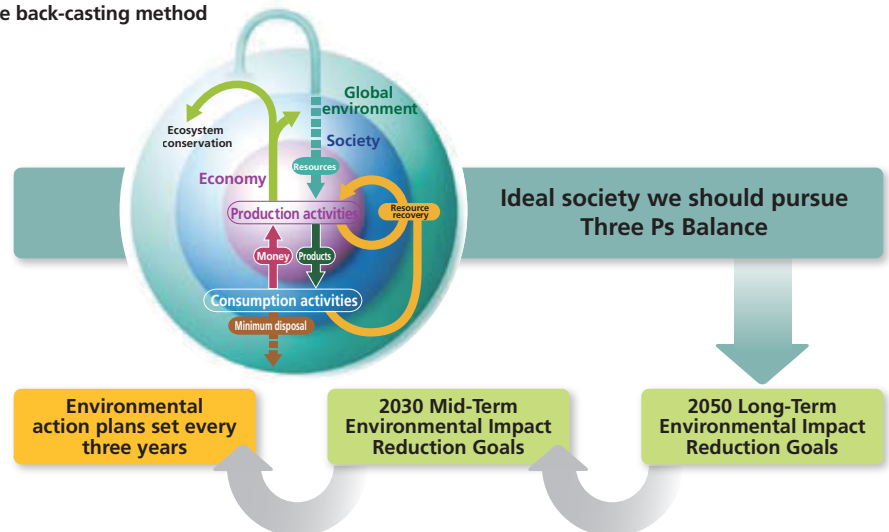 back-casting method
Global
environment
Ecosystem
conservation
Society
Resources
Economy
Production activities
Resource
recovery
Money
Products
Consumption activities
Minimum disposal
Ideal society we should pursue
Three Ps Balance
Environmental
action plans set every
three years
2030 Mid-Term
Environmental Impact
Reduction Goals
2050 Long-Term
Environmental Impact
Reduction Goals